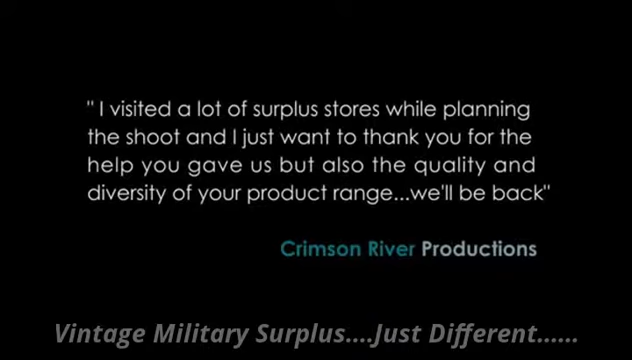 " I visited a lot of surplus stores while planning
the shoot and I just want to thank you for the
help you gave us but also the quality and
diversity of your product range...we'll be back"
Crimson River Productions
Vintage Military Surplus....Just Different......